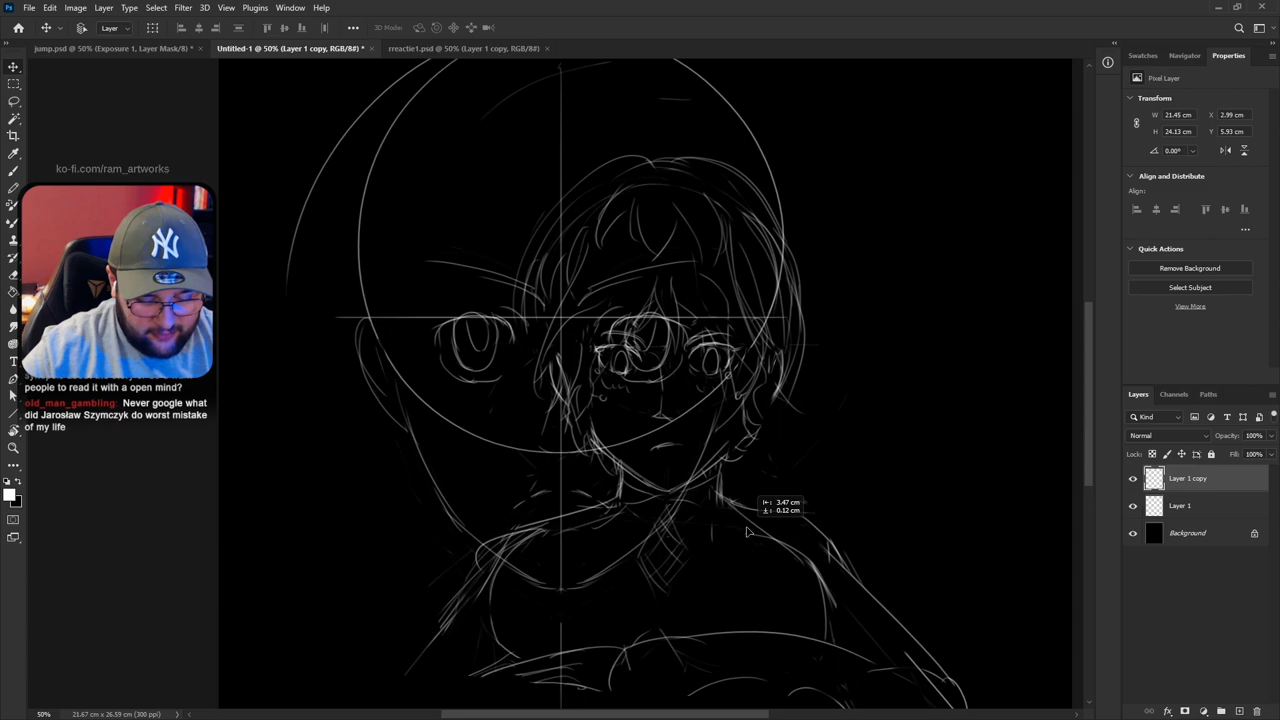 File Edit Image Layer Type Select Filter 3D View Plugins Window Help
Layer 3D Mode:
jump.psd @ 50% (Exposure 1, Layer Mask/8) * × Untitled-1 @ 50% (Layer 1 copy, RGB/8#) * × rreactie1.psd @ 50% (Layer 1 copy, RGB/8#) ×
Swatches Navigator Properties
Pixel Layer
Transform
W 21.45 cm X 2.99 cm
H 24.13 cm Y 5.93 cm
0.00°
Align and Distribute
Align:
Quick Actions
Remove Background
Select Subject
View More
ko-fi.com/ram_artworks
NY
people to read it with a open mind?
old_man_gambling: Never google what
did Jarosław Szymczyk do worst mistake
of my life
3.47 cm
0.12 cm
Layers Channels Paths
Kind
Normal Opacity: 100%
Lock: Fill: 100%
Layer 1 copy
Layer 1
Background
50% 21.67 cm x 26.59 cm (300 ppi)